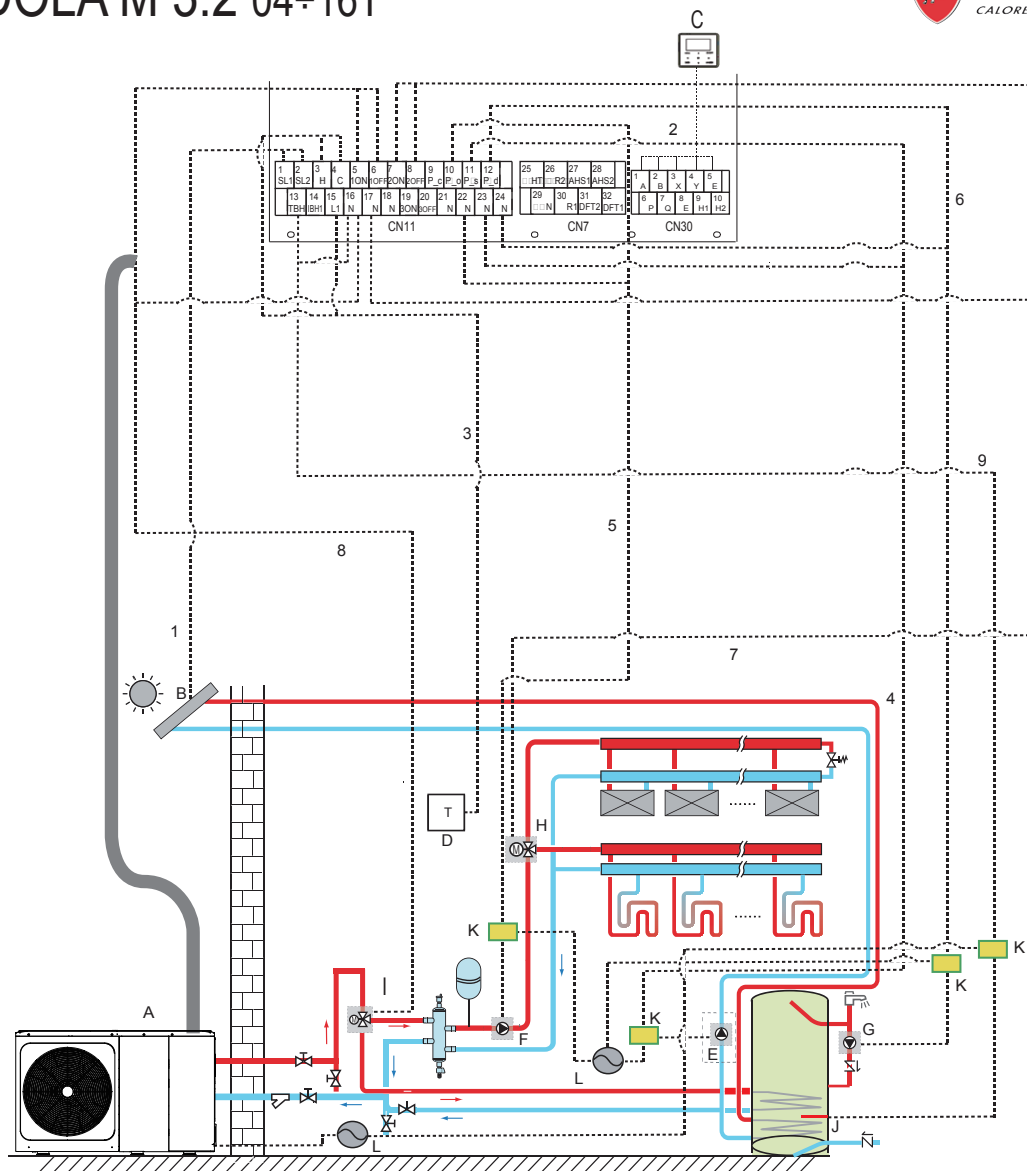 DOLA M 3.2 04÷161
CALORE
C
2
6
1 2 3 4 5 6 7 8 9 10 11 12
SL1 SL2 H C 1ON 1OFF 2ON 2OFF P_c P_o P_s P_d
13 14 15 16 17 18 19 20 21 22 23 24
TBH IBH1 L1 N N N 3ON 3OFF N N N N
CN11
25 26 27 28
HT R2 AHS1 AHS2
29 30 31 32
N R1 DFT2 DFT1
CN7
1 2 3 4 5
A B X Y E
6 7 8 9 10
P Q E H1 H2
CN30
3
9
5
8
1
7
4
B
T
D
H
M
K
K
K
K
A
I
M
F
G
E
L
L
J